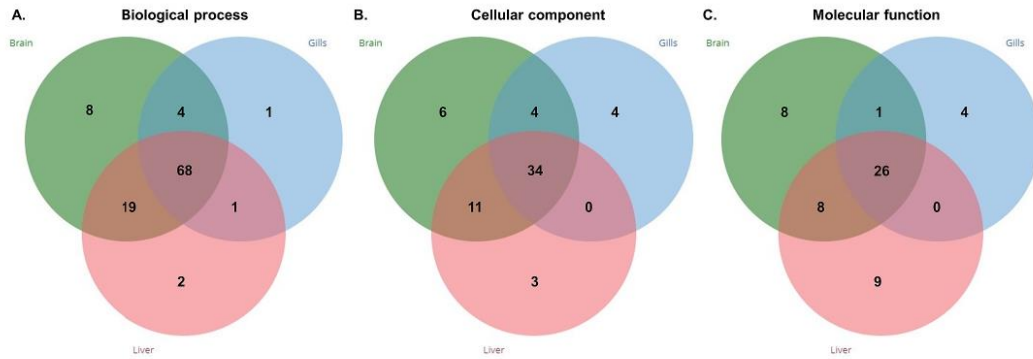 A. Biological process
Brain
Gills
8
4
1
68
19
1
2
Liver
B. Cellular component
Brain
Gills
6
4
4
34
11
0
3
Liver
C. Molecular function
Brain
Gills
8
1
4
26
8
0
9
Liver